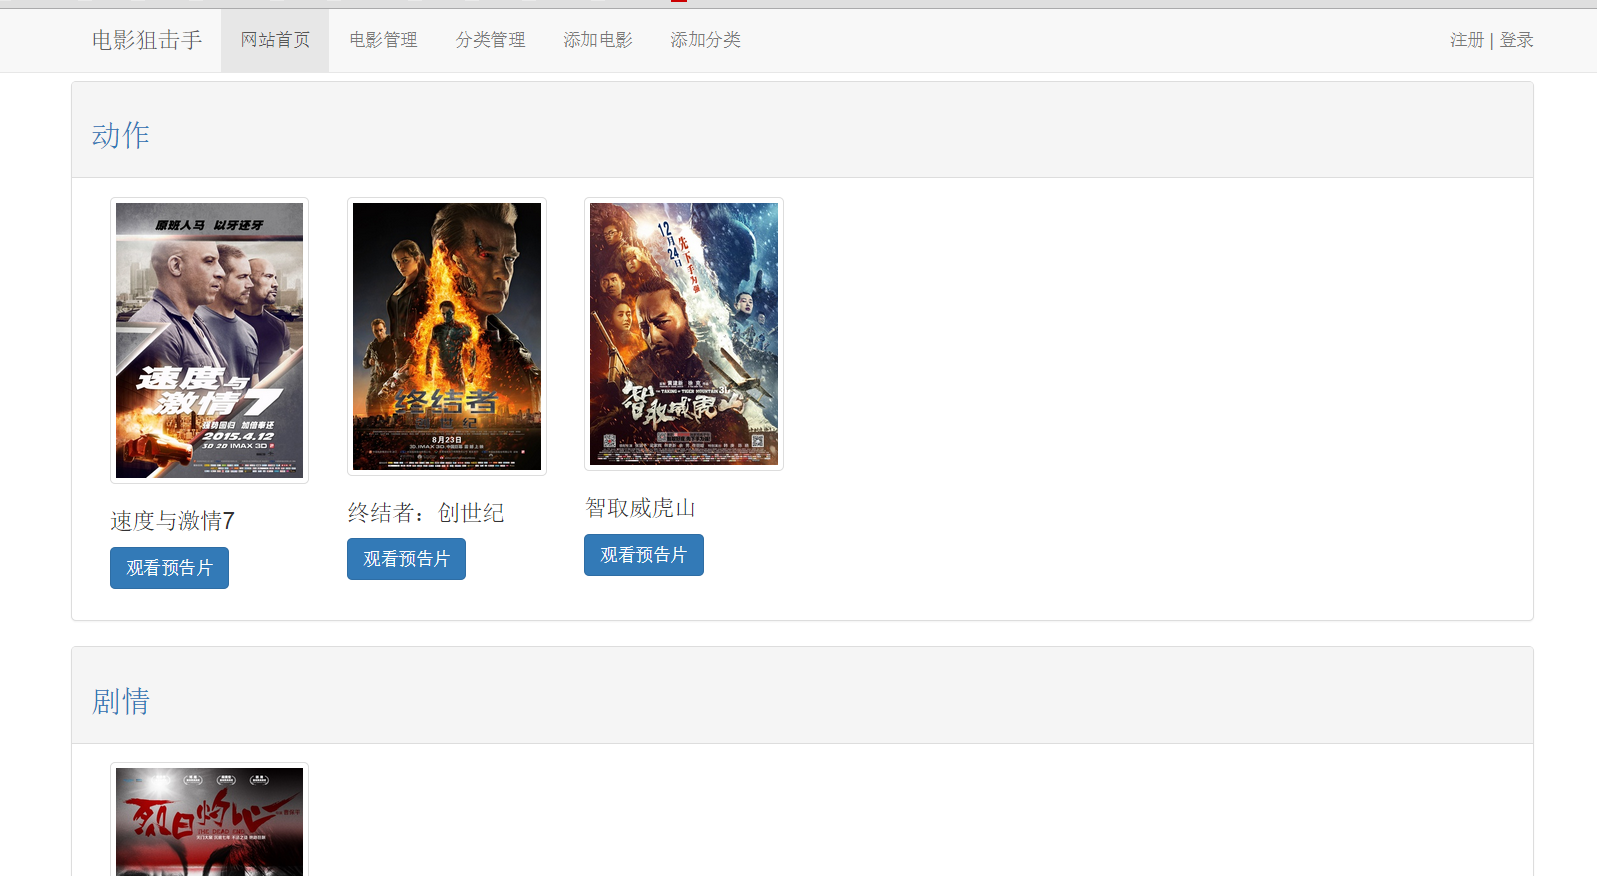 电影狙击手 网站首页 电影管理 分类管理 添加电影 添加分类 注册 | 登录
动作
原班人马 以牙还牙
速度与
激情7
强势回归 加倍奉还
2015.4.12
3D 2D IMAX 3D
终结者
创世纪
8月23日
12月24日
先下手为强
THE TAKING OF TIGER MOUNTAIN 3D
智取威虎山
速度与激情7
终结者：创世纪
智取威虎山
观看预告片
观看预告片
观看预告片
剧情
烈日灼心
THE DEAD END